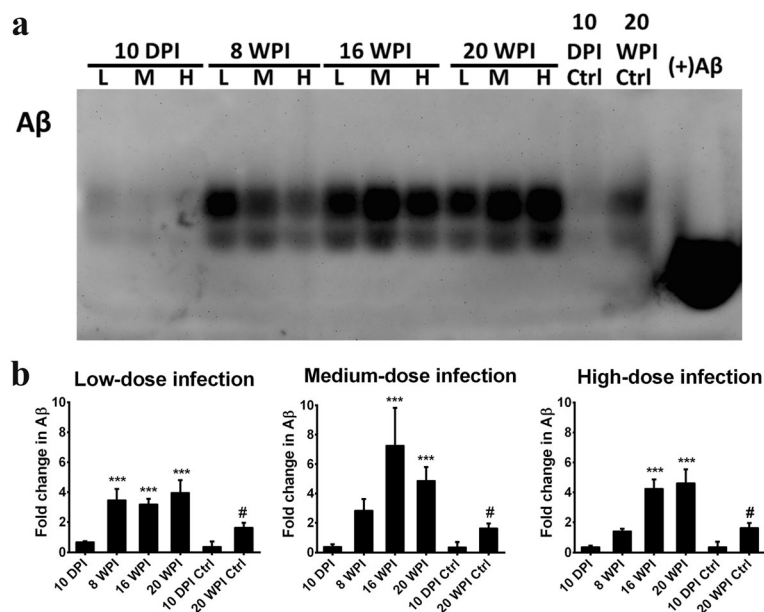 a
10 DPI 8 WPI 16 WPI 20 WPI 10 DPI Ctrl 20 WPI Ctrl (+)Aβ
L M H L M H L M H L M H
Aβ
b
Low-dose infection
Fold change in Aβ
10
8
6
4
2
0
*** *** *** #
10 DPI 8 WPI 16 WPI 20 WPI 10 DPI Ctrl 20 WPI Ctrl
Medium-dose infection
Fold change in Aβ
10
8
6
4
2
0
*** *** #
10 DPI 8 WPI 16 WPI 20 WPI 10 DPI Ctrl 20 WPI Ctrl
High-dose infection
Fold change in Aβ
10
8
6
4
2
0
*** *** #
10 DPI 8 WPI 16 WPI 20 WPI 10 DPI Ctrl 20 WPI Ctrl